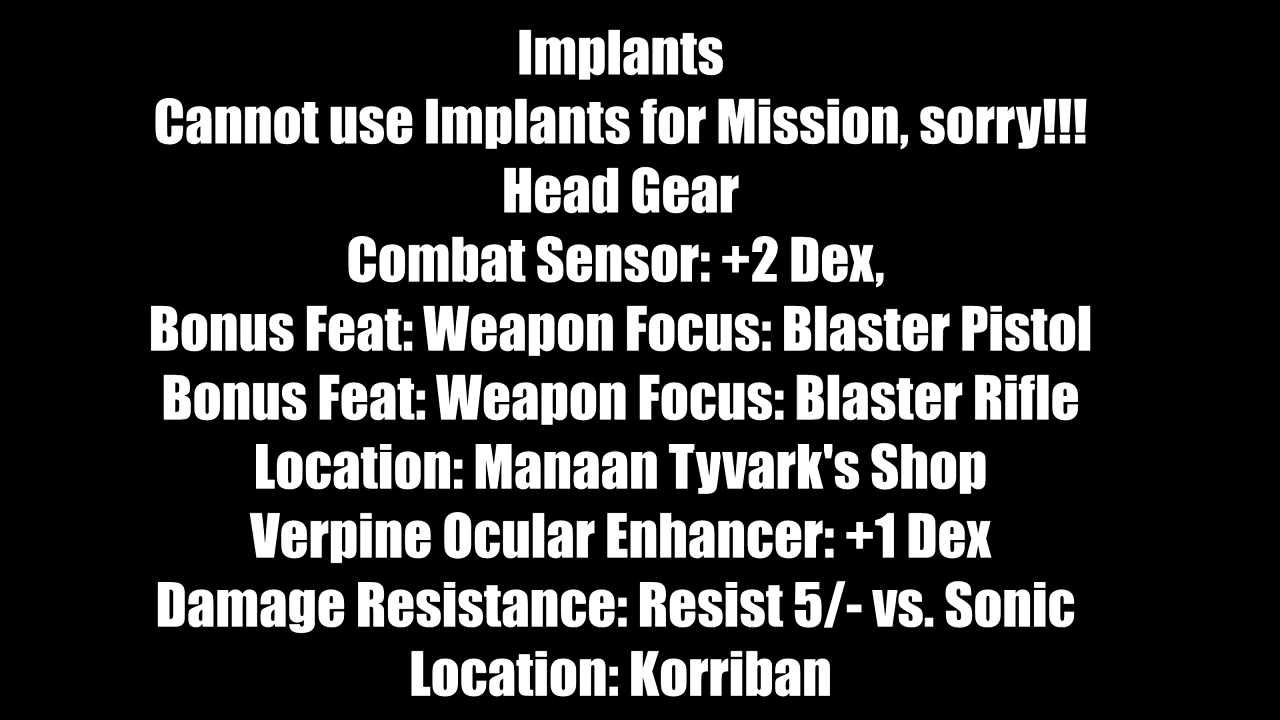 Implants
Cannot use Implants for Mission, sorry!!!
Head Gear
Combat Sensor: +2 Dex,
Bonus Feat: Weapon Focus: Blaster Pistol
Bonus Feat: Weapon Focus: Blaster Rifle
Location: Manaan Tyvark's Shop
Verpine Ocular Enhancer: +1 Dex
Damage Resistance: Resist 5/- vs. Sonic
Location: Korriban